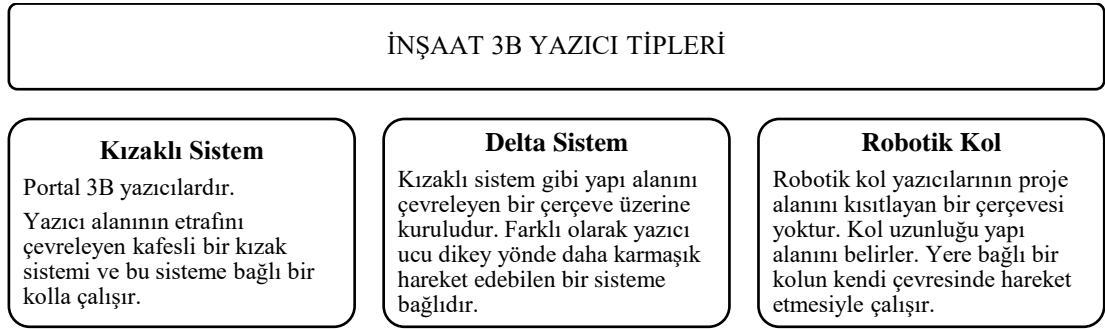 İNŞAAT 3B YAZICI TİPLERİ
Kızaklı Sistem
Portal 3B yazıcılardır.
Yazıcı alanının etrafını
çevreleyen kafesli bir kızak
sistemi ve bu sisteme bağlı bir
kolla çalışır.
Delta Sistem
Kızaklı sistem gibi yapı alanını
çevreleyen bir çerçeve üzerine
kuruludur. Farklı olarak yazıcı
ucu dikey yönde daha karmaşık
hareket edebilen bir sisteme
bağlıdır.
Robotik Kol
Robotik kol yazıcılarının proje
alanını kısıtlayan bir çerçevesi
yoktur. Kol uzunluğu yapı
alanını belirler. Yere bağlı bir
kolun kendi çevresinde hareket
etmesiyle çalışır.